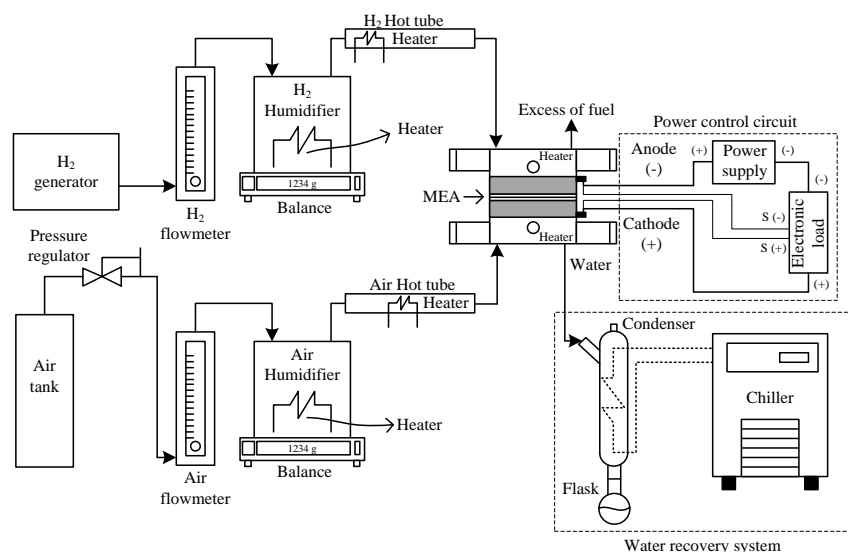 H2 Hot tube
Heater
H2
Humidifier
Heater
1234 g
Balance
H2
generator
H2
flowmeter
Excess of fuel
Heater
MEA
Heater
Water
Power control circuit
Anode
(-)
(+)
Power
supply
(-)
(-)
S (-)
S (+)
Electronic
load
(+)
Cathode
(+)
Pressure
regulator
Air Hot tube
Heater
Air
tank
Air
Humidifier
Heater
1234 g
Balance
Air
flowmeter
Condenser
Chiller
Flask
Water recovery system